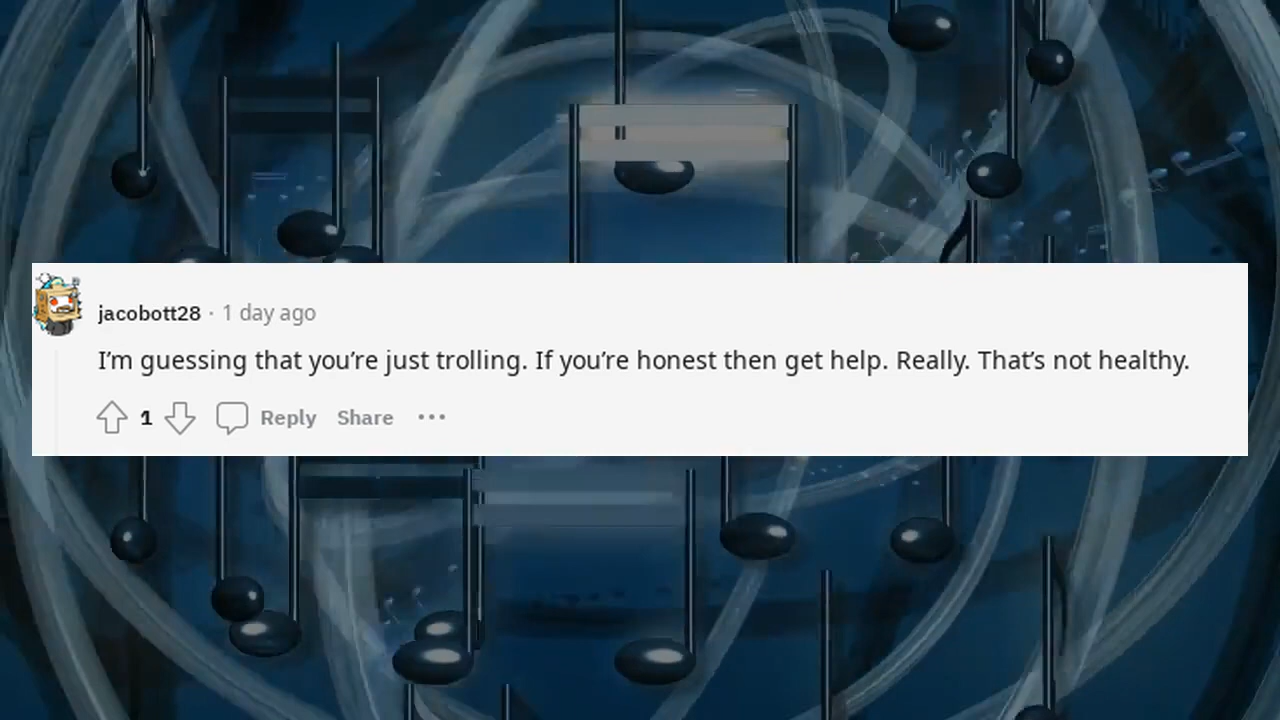 jacobott28 · 1 day ago
I’m guessing that you’re just trolling. If you’re honest then get help. Really. That’s not healthy.
1 Reply Share ···